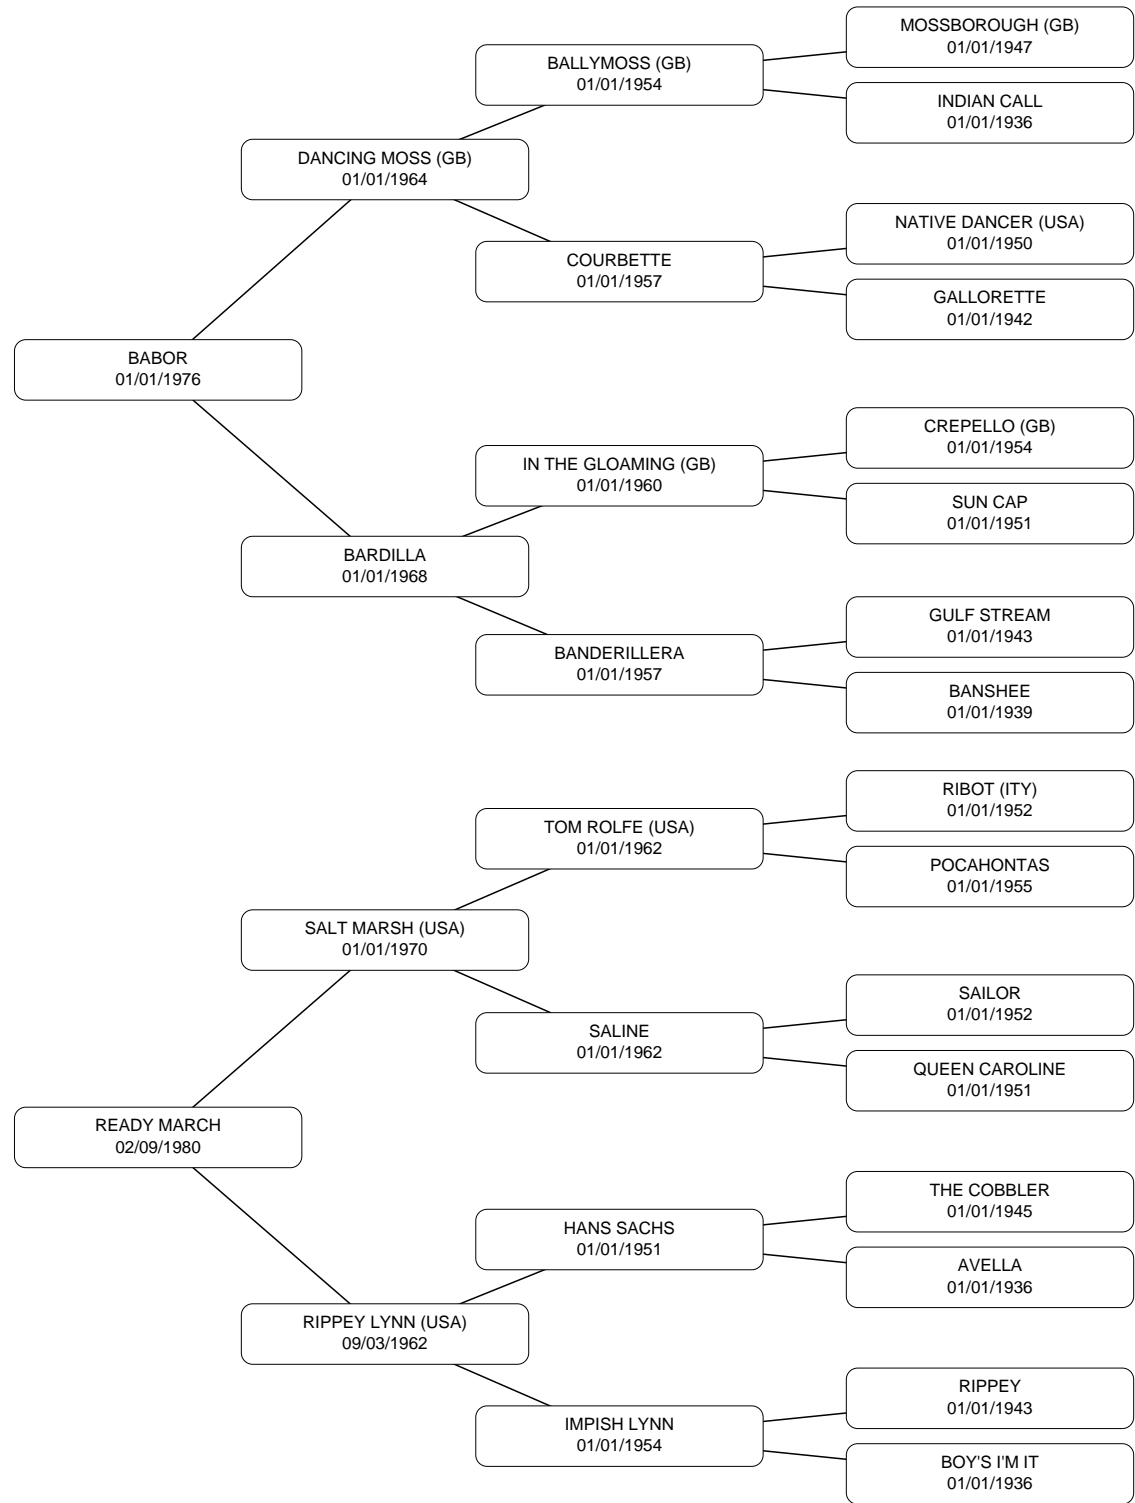 MOSSBOROUGH (GB)
01/01/1947
BALLYMOSS (GB)
01/01/1954
INDIAN CALL
01/01/1936
DANCING MOSS (GB)
01/01/1964
NATIVE DANCER (USA)
01/01/1950
COURBETTE
01/01/1957
GALLORETTE
01/01/1942
BABOR
01/01/1976
CREPELLO (GB)
01/01/1954
IN THE GLOAMING (GB)
01/01/1960
SUN CAP
01/01/1951
BARDILLA
01/01/1968
GULF STREAM
01/01/1943
BANDERILLERA
01/01/1957
BANSHEE
01/01/1939
RIBOT (ITY)
01/01/1952
TOM ROLFE (USA)
01/01/1962
POCAHONTAS
01/01/1955
SALT MARSH (USA)
01/01/1970
SAILOR
01/01/1952
SALINE
01/01/1962
QUEEN CAROLINE
01/01/1951
READY MARCH
02/09/1980
THE COBBLER
01/01/1945
HANS SACHS
01/01/1951
AVELLA
01/01/1936
RIPPEY LYNN (USA)
09/03/1962
RIPPEY
01/01/1943
IMPISH LYNN
01/01/1954
BOY'S I'M IT
01/01/1936